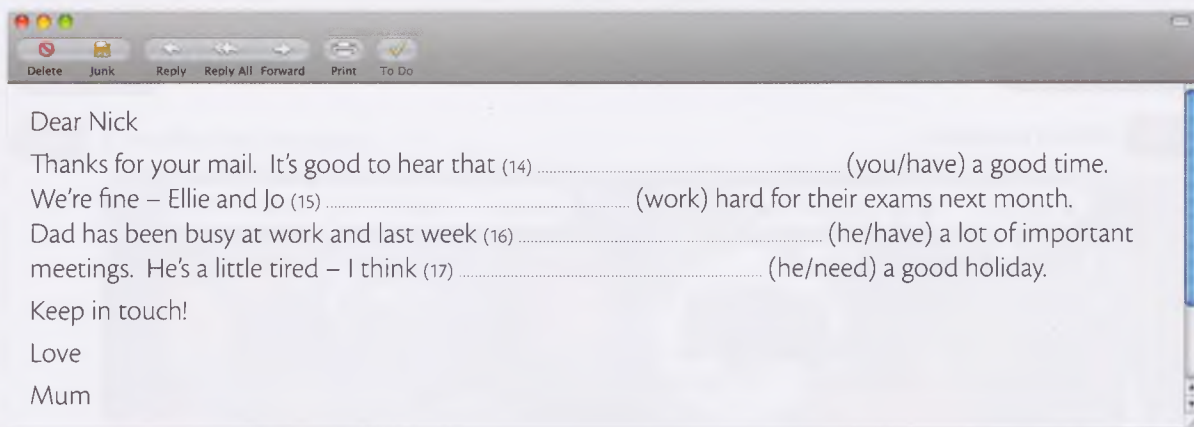 Delete Junk Reply Reply All Forward Print To Do
Dear Nick
Thanks for your mail. It's good to hear that (14) ........................ (you/have) a good time.
We're fine – Ellie and Jo (15) ........................ (work) hard for their exams next month.
Dad has been busy at work and last week (16) ........................ (he/have) a lot of important
meetings. He's a little tired – I think (17) ........................ (he/need) a good holiday.
Keep in touch!
Love
Mum